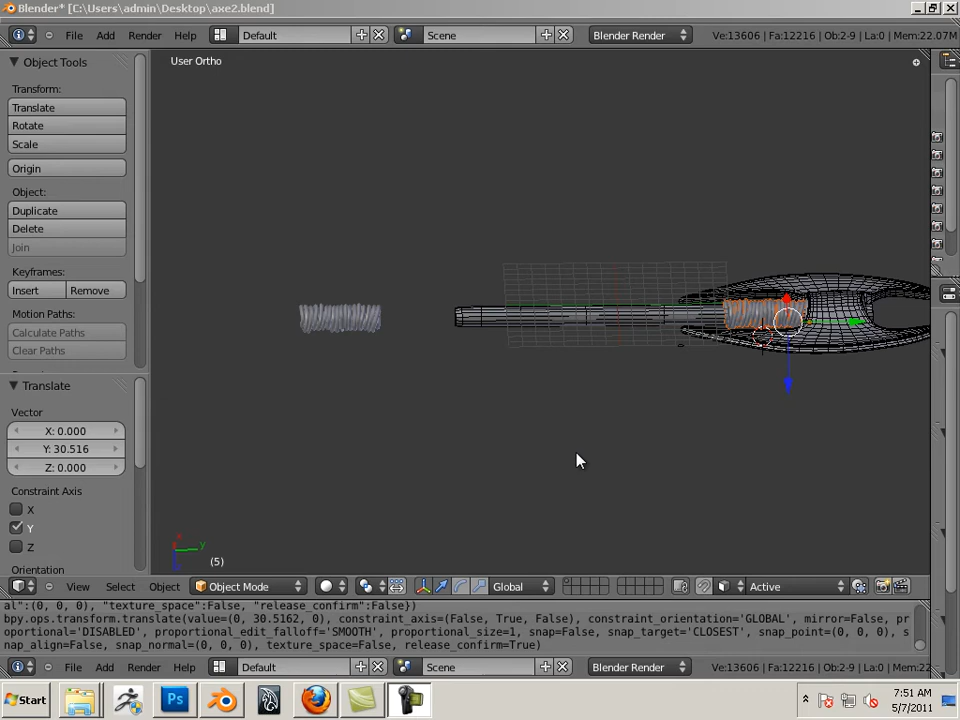 Blender* [C:\Users\admin\Desktop\axe2.blend]
File Add Render Help Default Scene Blender Render Ve:13606 | Fa:12216 | Ob:2-9 | La:0 | Mem:22.07M
Object Tools
User Ortho
Transform:
Translate
Rotate
Scale
Origin
Object:
Duplicate
Delete
Join
Keyframes:
Insert Remove
Motion Paths:
Calculate Paths
Clear Paths
Translate
Vector
X: 0.000
Y: 30.516
Z: 0.000
Constraint Axis
X
Y
Z
Orientation
x
y
z
(5)
View Select Object Object Mode Global Active
al":(0, 0, 0), "texture_space":False, "release_confirm":False})
bpy.ops.transform.translate(value=(0, 30.5162, 0), constraint_axis=(False, True, False), constraint_orientation='GLOBAL', mirror=False, pr
oportional='DISABLED', proportional_edit_falloff='SMOOTH', proportional_size=1, snap=False, snap_target='CLOSEST', snap_point=(0, 0, 0), s
nap_align=False, snap_normal=(0, 0, 0), texture_space=False, release_confirm=True)
File Add Render Help Default Scene Blender Render Ve:13606 | Fa:12216 | Ob:2-9 | La:0 | Mem:22
Start Ps 7:51 AM
5/7/2011